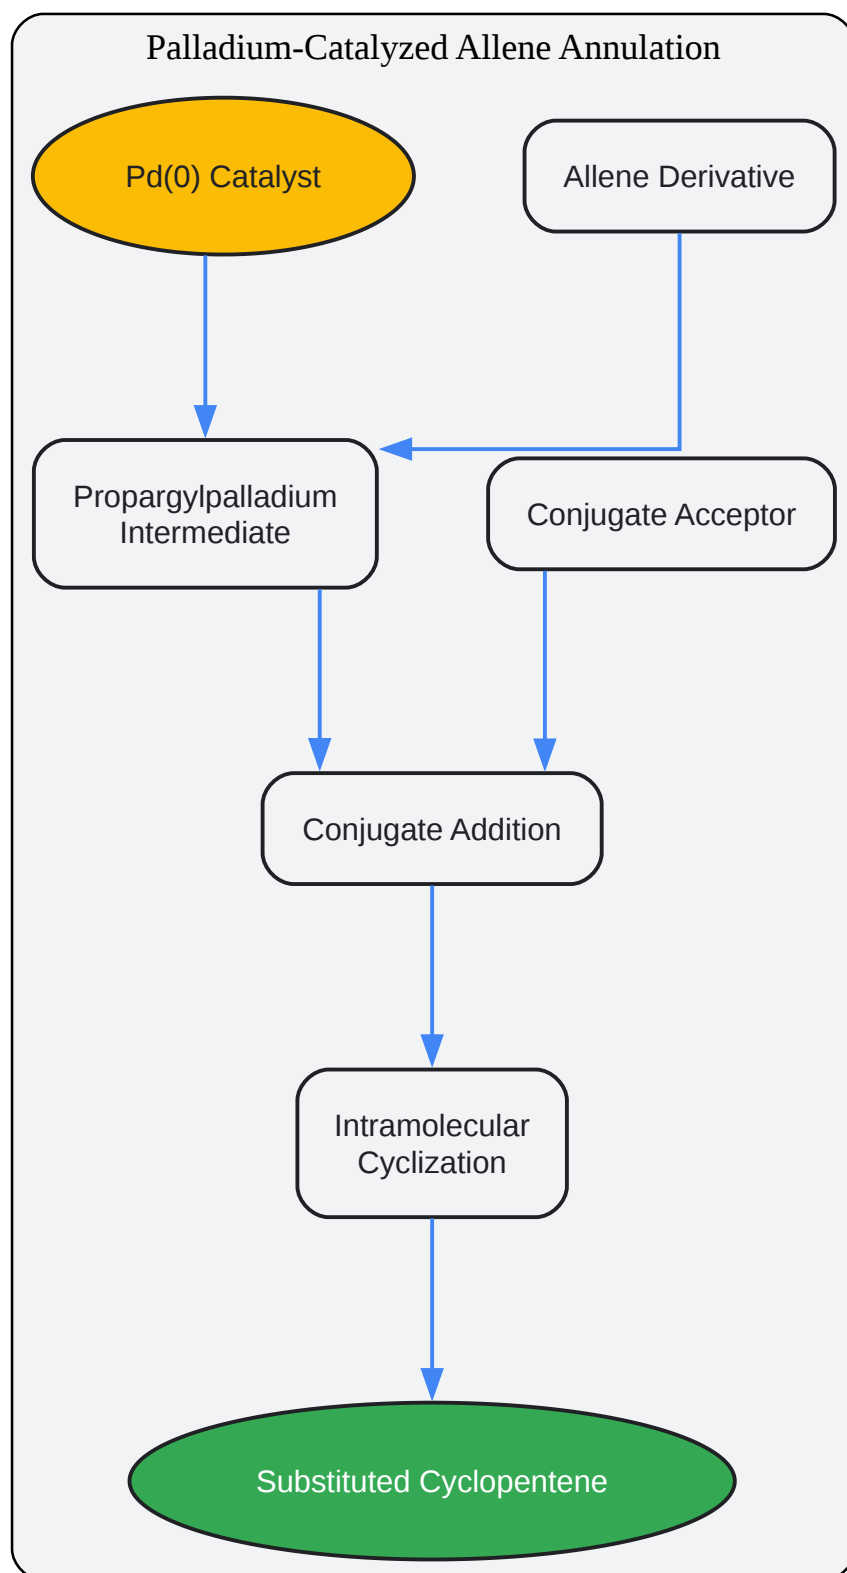 Palladium-Catalyzed Allene Annulation
Pd(0) Catalyst
Allene Derivative
Propargylpalladium
Intermediate
Conjugate Acceptor
Conjugate Addition
Intramolecular
Cyclization
Substituted Cyclopentene